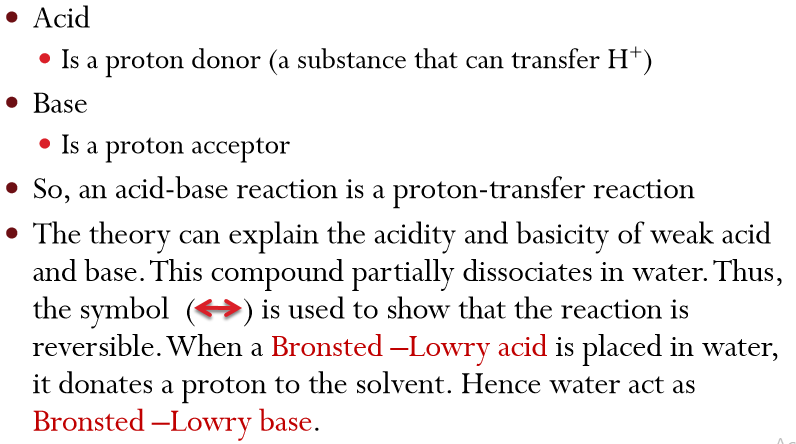 Acid
Is a proton donor (a substance that can transfer H⁺)
Base
Is a proton acceptor
So, an acid-base reaction is a proton-transfer reaction
The theory can explain the acidity and basicity of weak acid
and base. This compound partially dissociates in water. Thus,
the symbol (↔) is used to show that the reaction is
reversible. When a Bronsted –Lowry acid is placed in water,
it donates a proton to the solvent. Hence water act as
Bronsted –Lowry base.